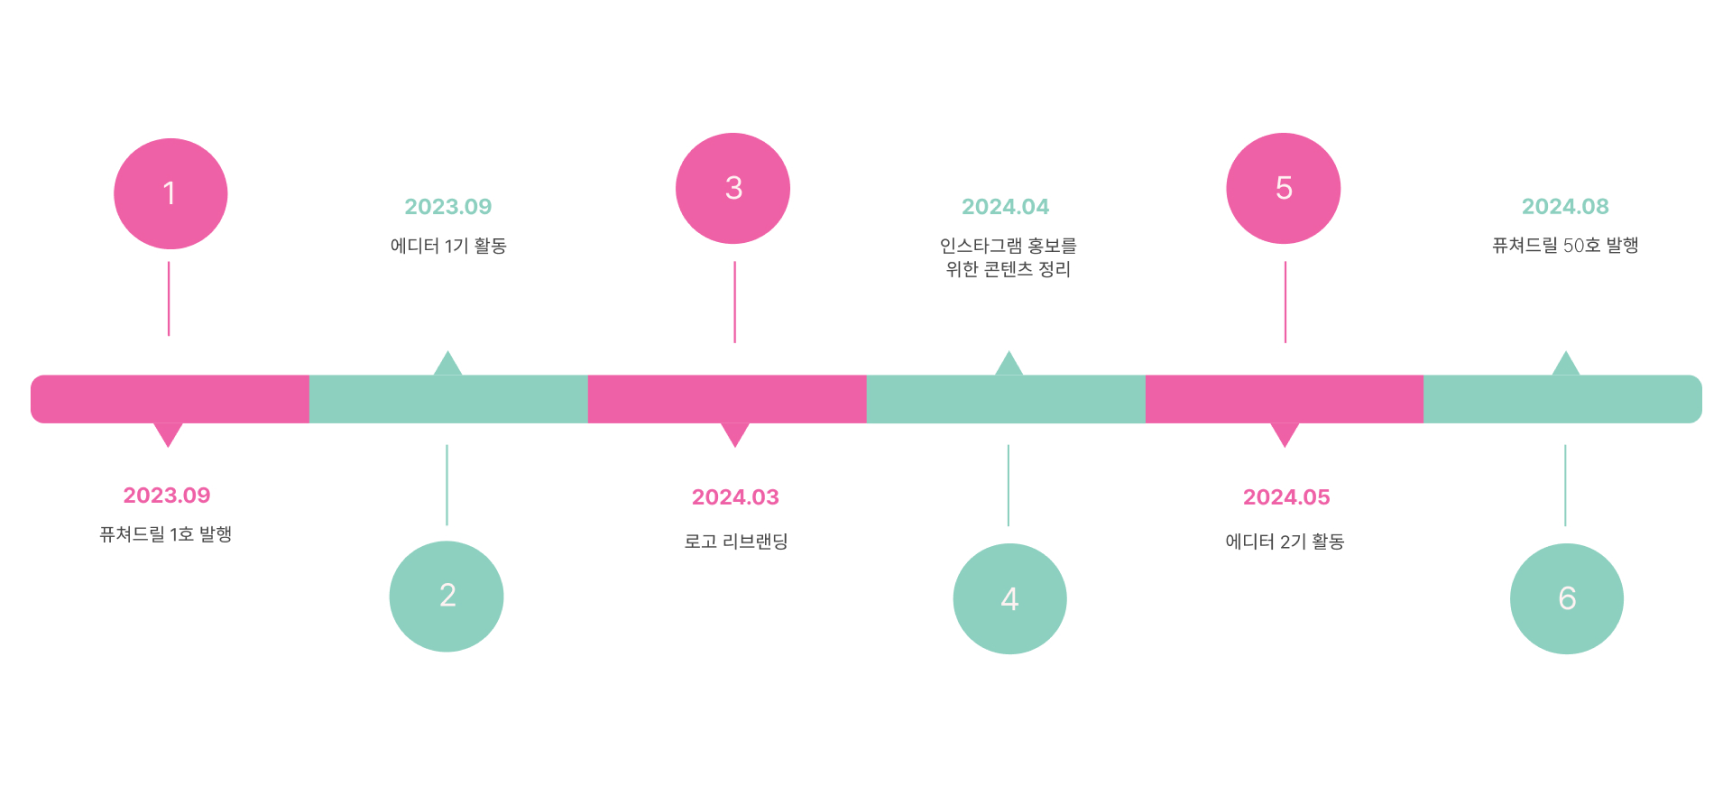 1
2023.09
퓨쳐드릴 1호 발행
2023.09
에디터 1기 활동
2
3
2024.03
로고 리브랜딩
2024.04
인스타그램 홍보를
위한 콘텐츠 정리
4
5
2024.05
에디터 2기 활동
2024.08
퓨쳐드릴 50호 발행
6